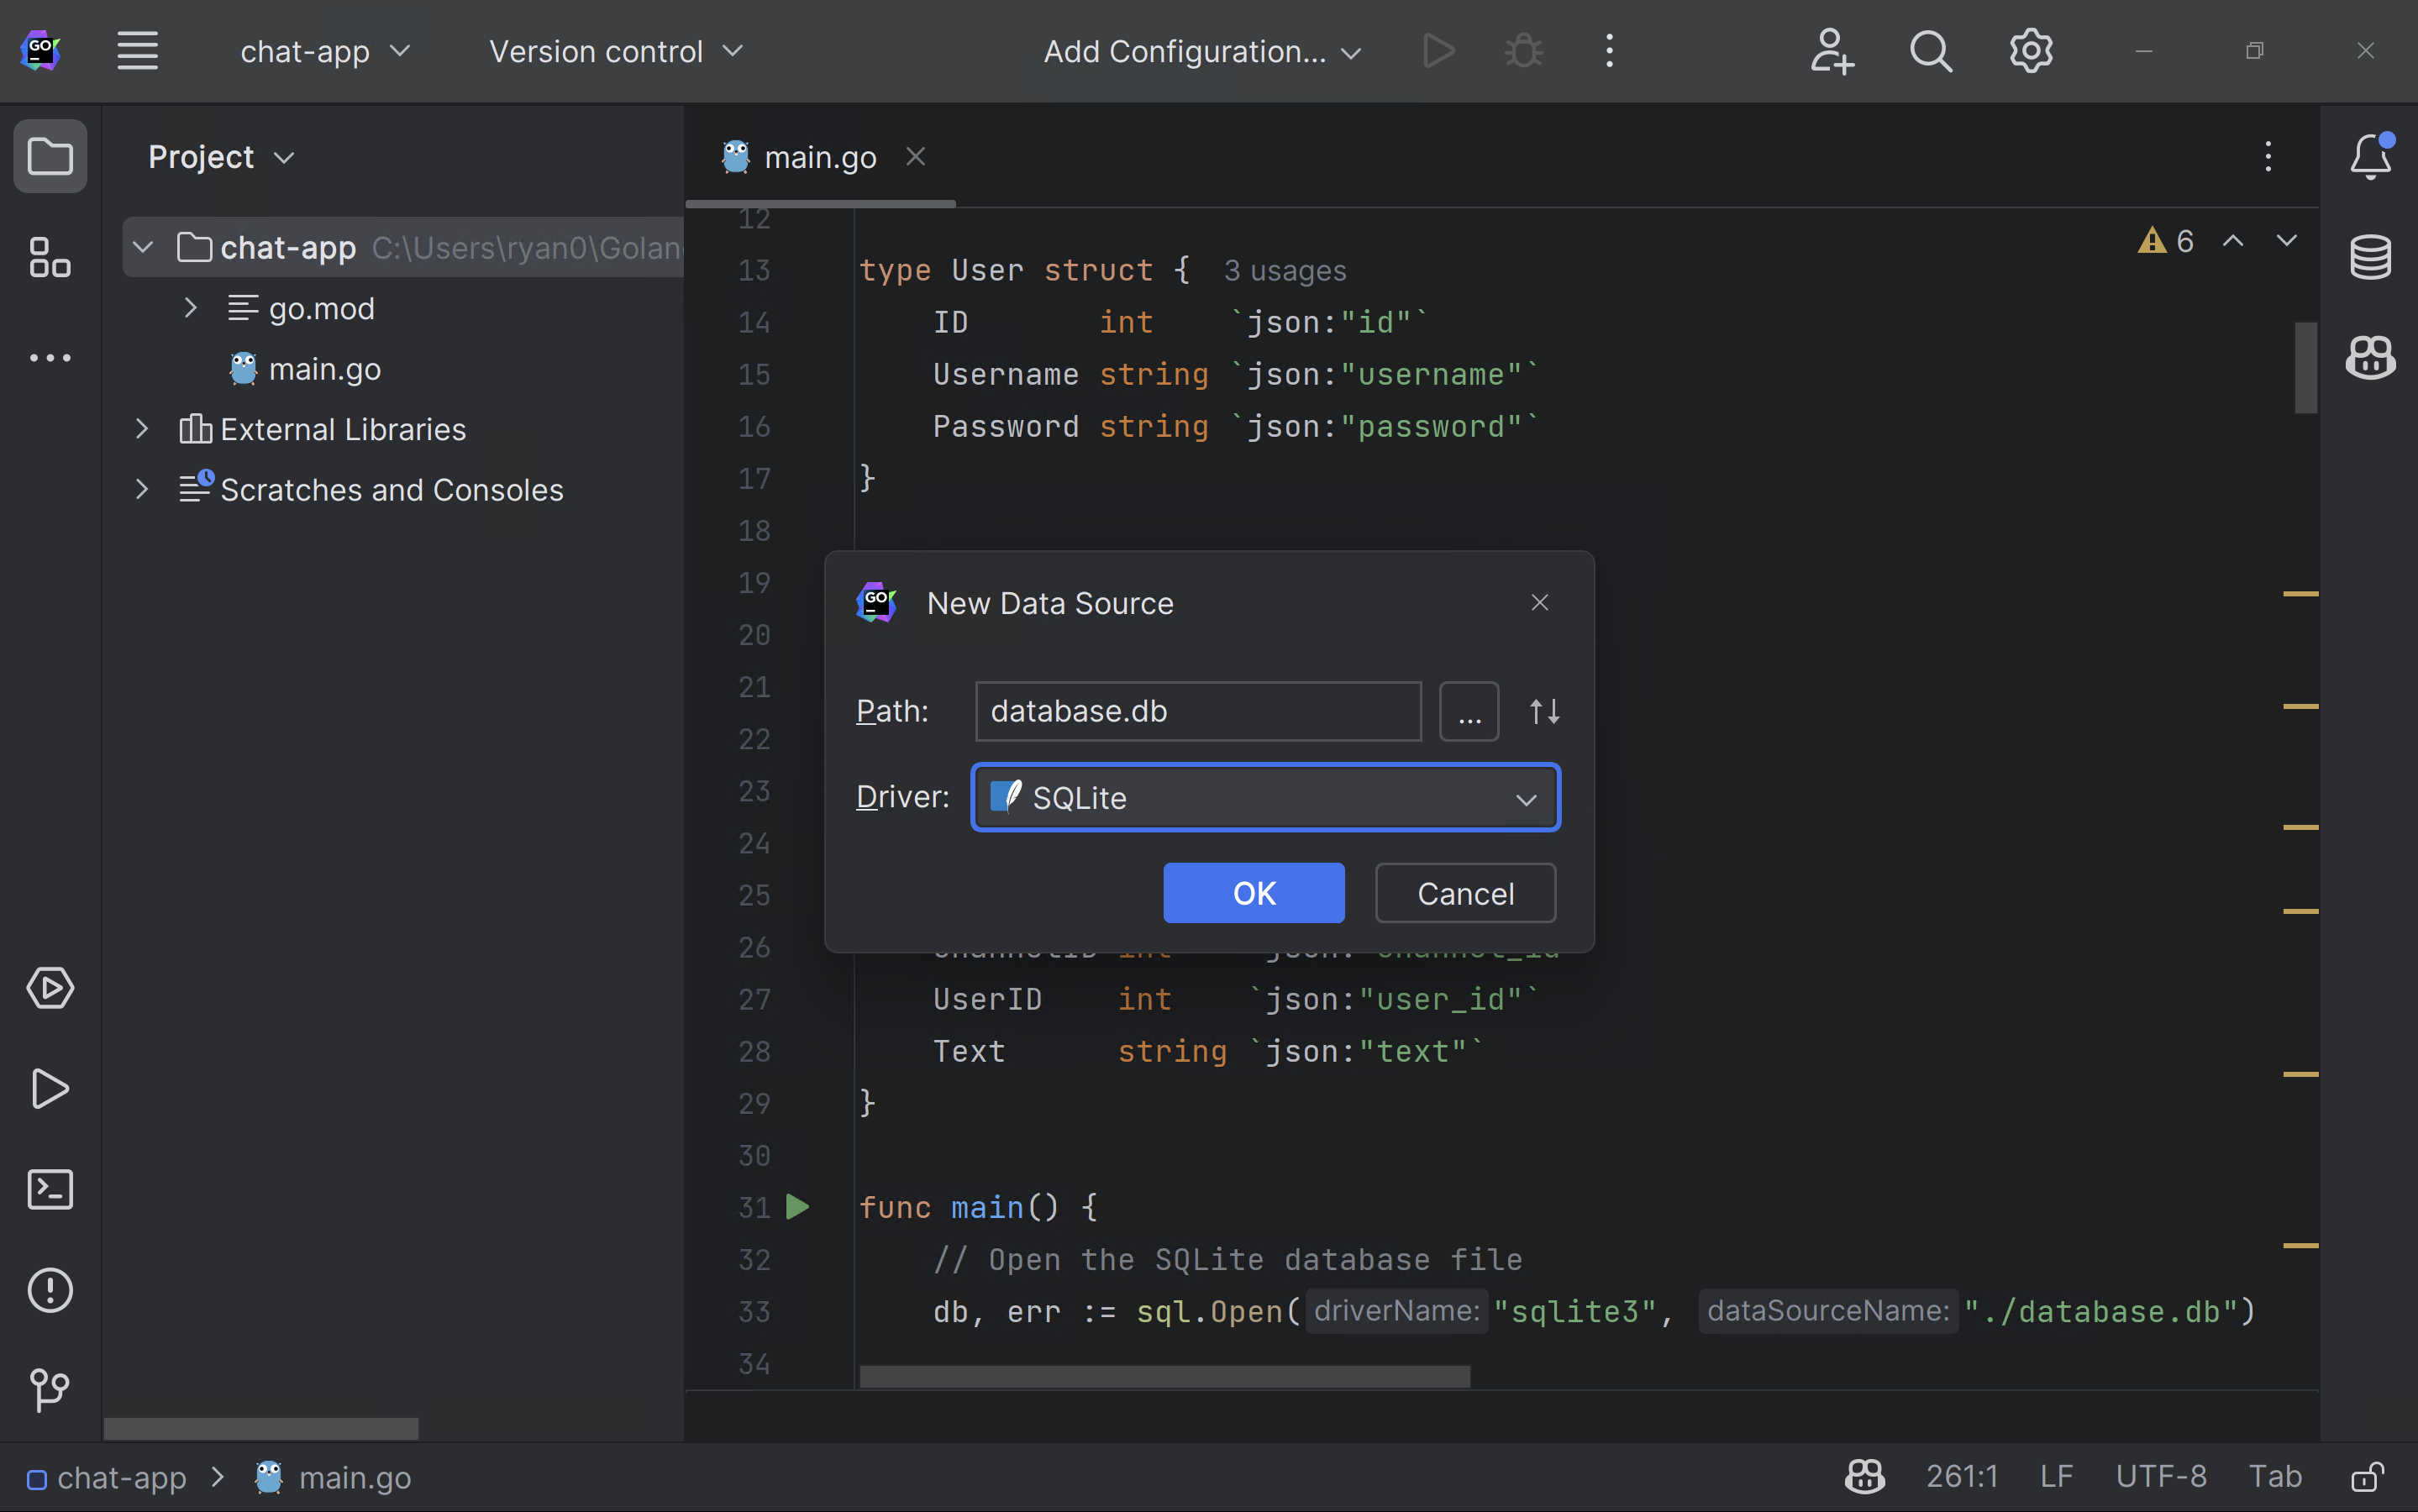 GO
chat-app
Version control
Add Configuration...
Project
main.go
chat-app C:\Users\ryan0\Golan
go.mod
main.go
External Libraries
Scratches and Consoles
6
12
13 type User struct { 3 usages
14 ID int `json:"id"`
15 Username string `json:"username"`
16 Password string `json:"password"`
17 }
18
19
20
21
22
23
24
25
26
27 UserID int `json:"user_id"`
28 Text string `json:"text"`
29 }
30
31 func main() {
32 // Open the SQLite database file
33 db, err := sql.Open( driverName: "sqlite3", dataSourceName: "./database.db")
34
GO
New Data Source
Path: database.db ...
Driver: SQLite
OK Cancel
chat-app > main.go
261:1 LF UTF-8 Tab